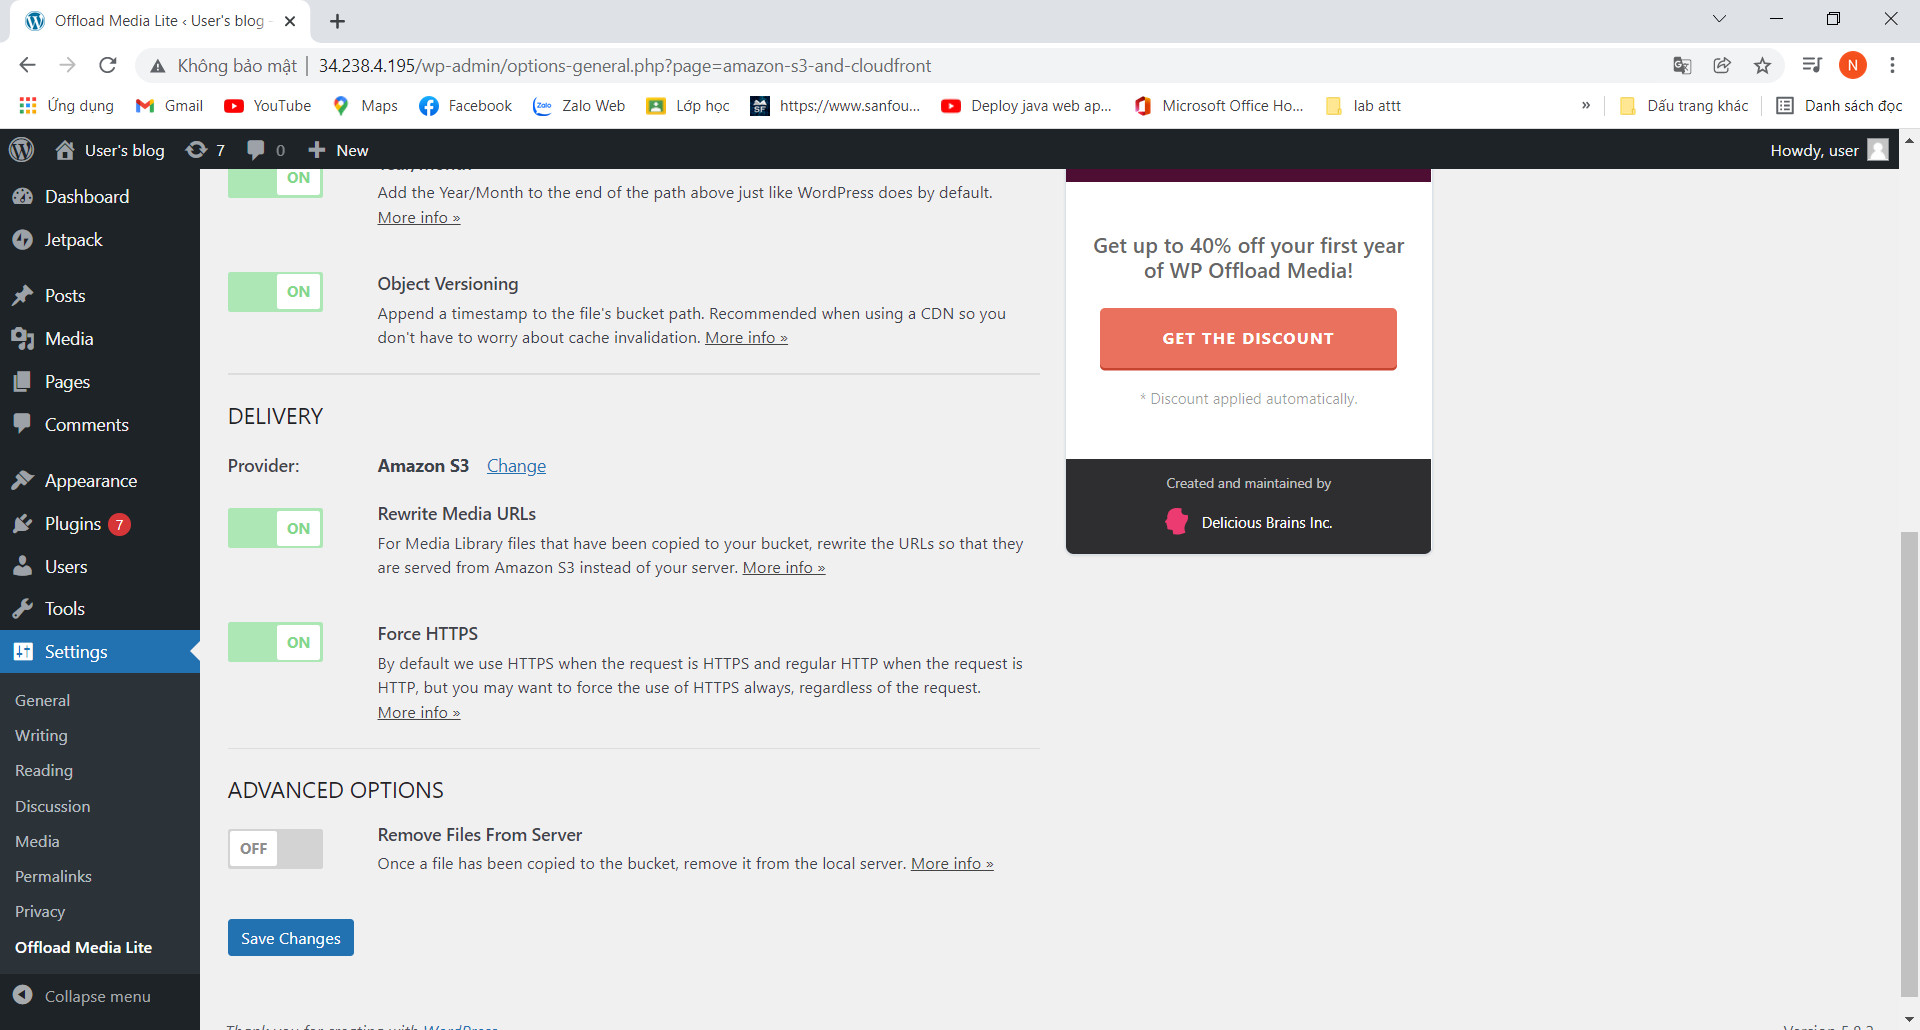 Offload Media Lite ‹ User's blog -
Không bảo mật | 34.238.4.195/wp-admin/options-general.php?page=amazon-s3-and-cloudfront
N
Ứng dụng Gmail YouTube Maps Facebook Zalo Zalo Web Lớp học SF https://www.sanfou... Deploy java web ap... Microsoft Office Ho... lab attt » Dấu trang khác Danh sách đọc
User's blog 7 0 New Howdy, user
Dashboard
Jetpack
Posts
Media
Pages
Comments
Appearance
Plugins 7
Users
Tools
Settings
General
Writing
Reading
Discussion
Media
Permalinks
Privacy
Offload Media Lite
Collapse menu
ON
Year/Month
Add the Year/Month to the end of the path above just like WordPress does by default.
More info »
ON
Object Versioning
Append a timestamp to the file's bucket path. Recommended when using a CDN so you
don't have to worry about cache invalidation. More info »
DELIVERY
Provider: Amazon S3 Change
ON
Rewrite Media URLs
For Media Library files that have been copied to your bucket, rewrite the URLs so that they
are served from Amazon S3 instead of your server. More info »
ON
Force HTTPS
By default we use HTTPS when the request is HTTPS and regular HTTP when the request is
HTTP, but you may want to force the use of HTTPS always, regardless of the request.
More info »
ADVANCED OPTIONS
OFF
Remove Files From Server
Once a file has been copied to the bucket, remove it from the local server. More info »
Save Changes
Get up to 40% off your first year
of WP Offload Media!
GET THE DISCOUNT
* Discount applied automatically.
Created and maintained by
Delicious Brains Inc.
Thank you for creating with WordPress